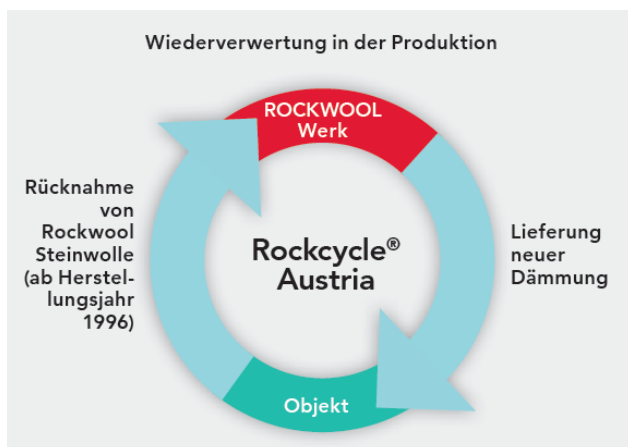 Wiederverwertung in der Produktion
ROCKWOOL
Werk
Rücknahme
von
Rockwool
Steinwolle
(ab Herstel-
lungsjahr
1996)
Rockcycle®
Austria
Lieferung
neuer
Dämmung
Objekt